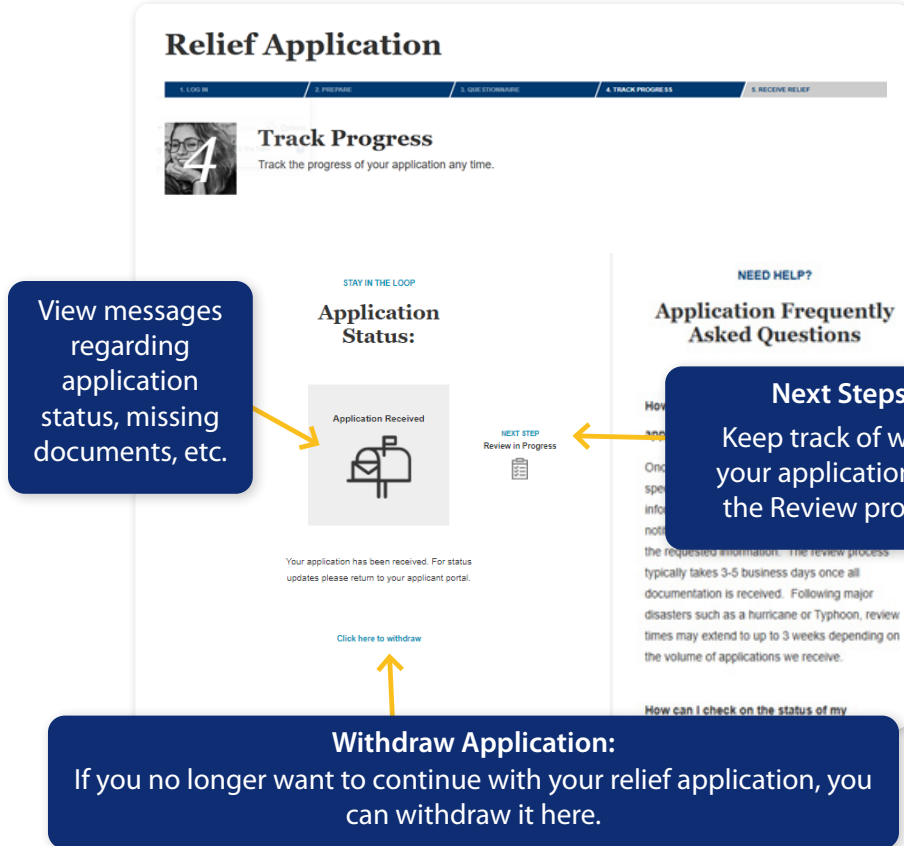 Relief Application
1. LOG IN
2. PREPARE
3. QUESTIONNAIRE
4. TRACK PROGRESS
5. RECEIVE RELIEF
4
Track Progress
Track the progress of your application any time.
View messages
regarding
application
status, missing
documents, etc.
STAY IN THE LOOP
Application
Status:
Application Received
NEXT STEP
Review in Progress
Your application has been received. For status
updates please return to your applicant portal.
Click here to withdraw
NEED HELP?
Application Frequently
Asked Questions
Next Steps
Keep track of w
your application
the Review pro
the requested information. The review process
typically takes 3-5 business days once all
documentation is received. Following major
disasters such as a hurricane or Typhoon, review
times may extend to up to 3 weeks depending on
the volume of applications we receive.
How can I check on the status of my
Withdraw Application:
If you no longer want to continue with your relief application, you
can withdraw it here.